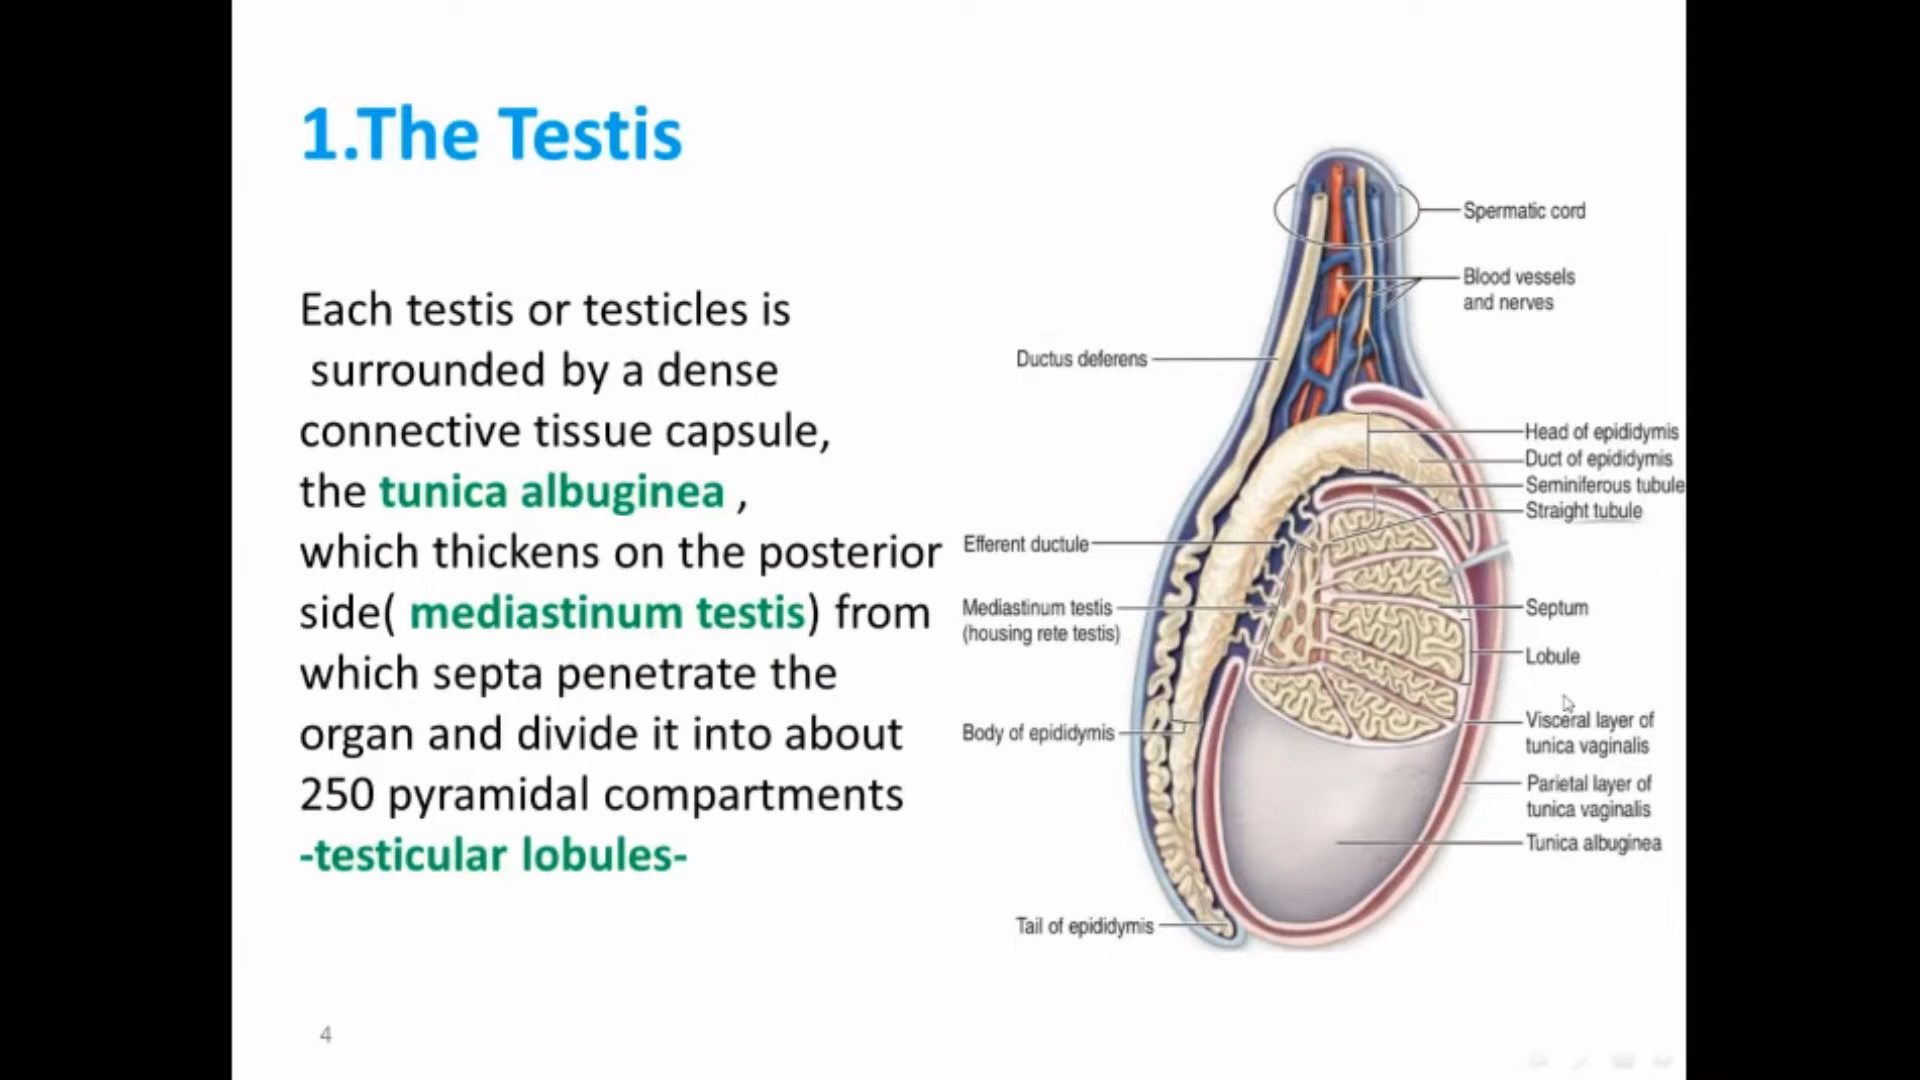 1.The Testis
Each testis or testicles is
surrounded by a dense
connective tissue capsule,
the tunica albuginea ,
which thickens on the posterior
side( mediastinum testis) from
which septa penetrate the
organ and divide it into about
250 pyramidal compartments
-testicular lobules-
Spermatic cord
Blood vessels
and nerves
Ductus deferens
Head of epididymis
Duct of epididymis
Seminiferous tubule
Straight tubule
Efferent ductule
Mediastinum testis
(housing rete testis)
Septum
Lobule
Body of epididymis
Visceral layer of
tunica vaginalis
Parietal layer of
tunica vaginalis
Tunica albuginea
Tail of epididymis
4